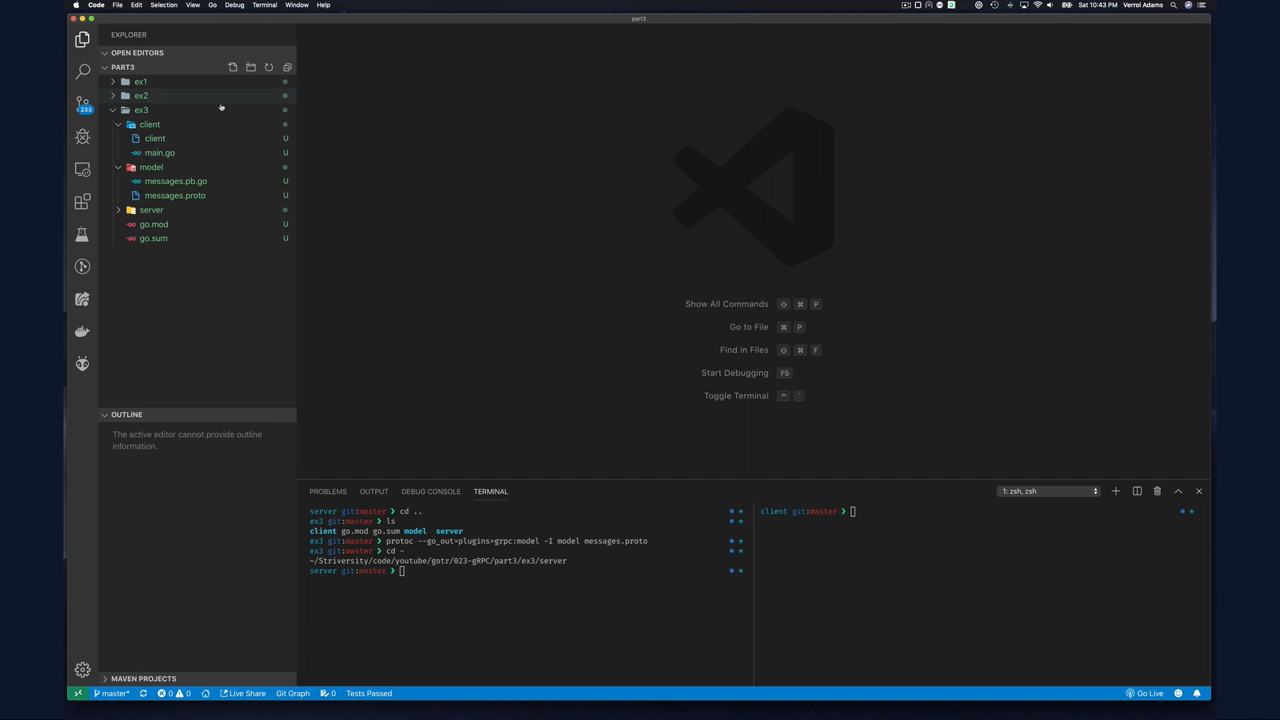 Code File Edit Selection View Go Debug Terminal Window Help
Sat 10:43 PM Verrol Adams
part3
EXPLORER
OPEN EDITORS
PART3
ex1
ex2
ex3
client
client U
main.go U
model
messages.pb.go U
messages.proto U
server
go.mod U
go.sum U
233
OUTLINE
The active editor cannot provide outline
information.
MAVEN PROJECTS
Show All Commands ⇧ ⌘ P
Go to File ⌘ P
Find in Files ⇧ ⌘ F
Start Debugging F5
Toggle Terminal ^ `
PROBLEMS OUTPUT DEBUG CONSOLE TERMINAL
1: zsh, zsh
server git:master ❯ cd ..
ex3 git:master ❯ ls
client go.mod go.sum model server
ex3 git:master ❯ protoc --go_out=plugins=grpc:model -I model messages.proto
ex3 git:master ❯ cd -
~/Striversity/code/youtube/gotr/023-gRPC/part3/ex3/server
server git:master ❯
client git:master ❯
master* 0 0 Live Share Git Graph 0 Tests Passed
Go Live